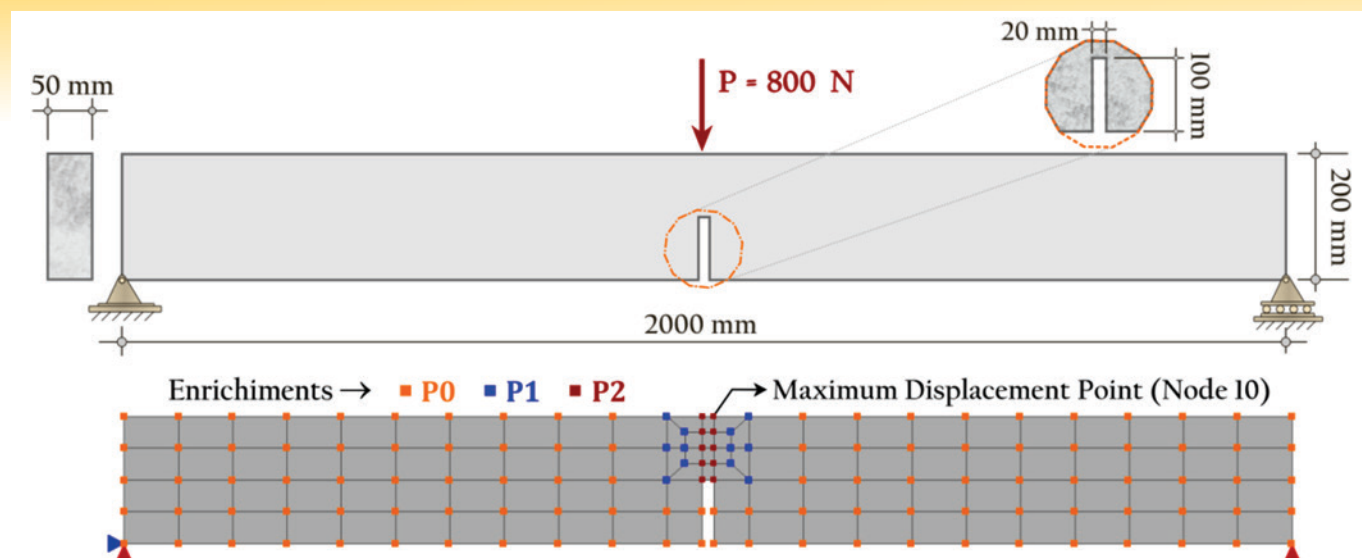 20 mm
50 mm
P = 800 N
100 mm
200 mm
2000 mm
Enrichiments → P0 P1 P2 Maximum Displacement Point (Node 10)